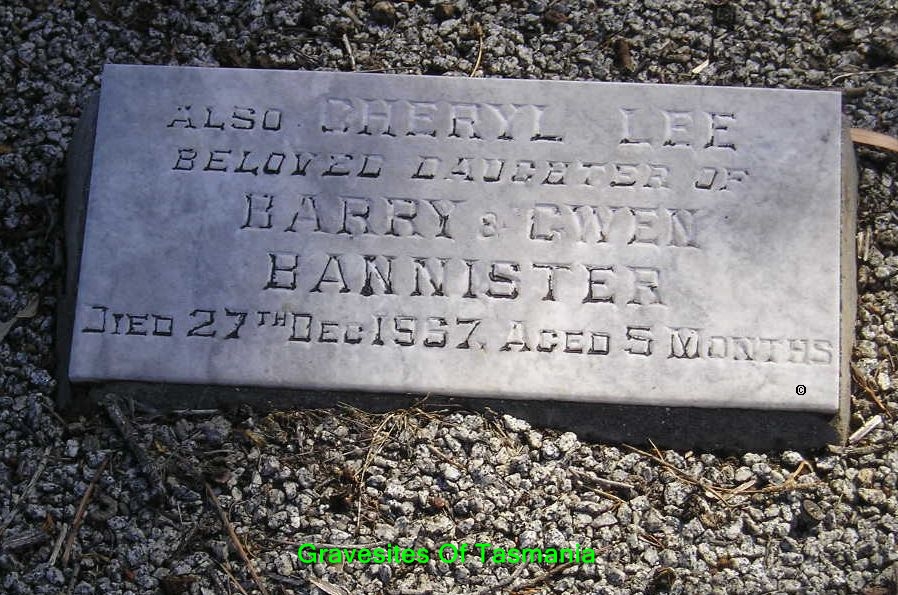 ALSO CHERYL LEE
BELOVED DAUGHTER OF
BARRY & GWEN
BANNISTER
DIED 27TH DEC 1967, AGED 5 MONTHS
©
Gravesites Of Tasmania